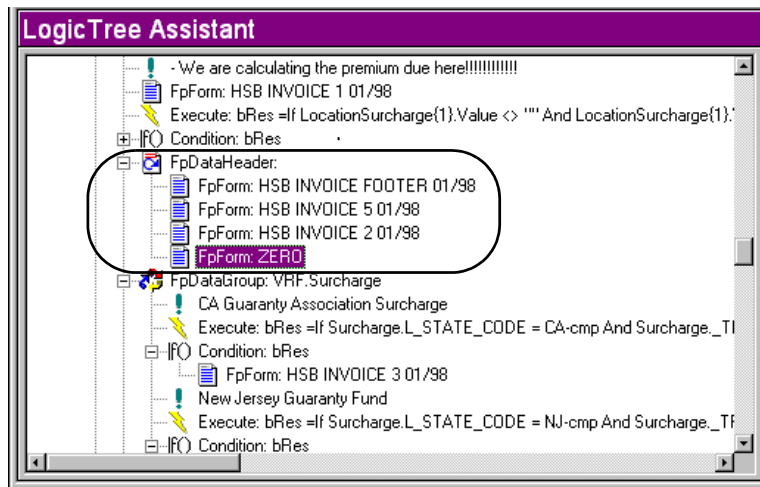 LogicTree Assistant
- We are calculating the premium due here!!!!!!!!!!!!
FpForm: HSB INVOICE 1 01/98
Execute: bRes =If LocationSurcharge{1}.Value <> "" And LocationSurcharge{1}.
If() Condition: bRes
FpDataHeader:
FpForm: HSB INVOICE FOOTER 01/98
FpForm: HSB INVOICE 5 01/98
FpForm: HSB INVOICE 2 01/98
FpForm: ZERO
FpDataGroup: VRF.Surcharge
CA Guaranty Association Surcharge
Execute: bRes =If Surcharge.L_STATE_CODE = CA-cmp And Surcharge._
If() Condition: bRes
FpForm: HSB INVOICE 3 01/98
New Jersey Guaranty Fund
Execute: bRes =If Surcharge.L_STATE_CODE = NJ-cmp And Surcharge._
If() Condition: bRes